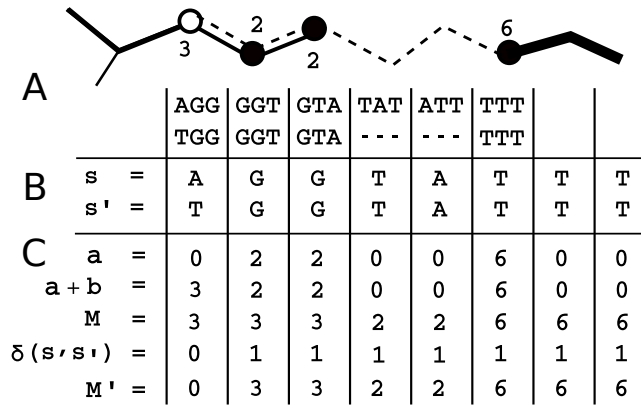 3 2 2 6
A
AGG GGT GTA TAT ATT TTT
TGG GGT GTA --- --- TTT
B
s = A G G T A T T T
s' = T G G T A T T T
C
a = 0 2 2 0 0 6 0 0
a + b = 3 2 2 0 0 6 0 0
M = 3 3 3 2 2 6 6 6
δ(s,s') = 0 1 1 1 1 1 1 1
M' = 0 3 3 2 2 6 6 6